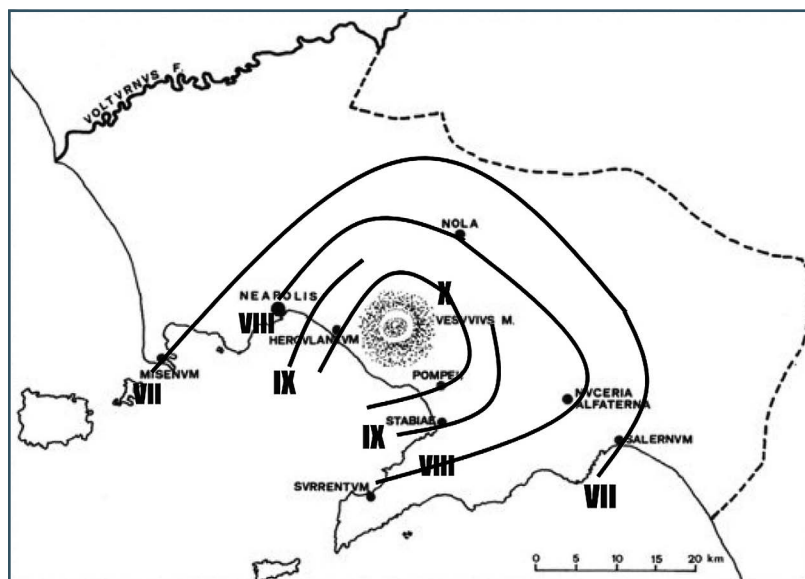 VOLTVRNVS F.
NOLA
NEAPOLIS
X
VIII
VESVVIVS M.
HERCVLANEVM
MISENVM
VII
IX
POMPEII
NVCERIA
ALFATERNA
STABIAE
IX
SALERNVM
VIII
SVRRENTVM
VII
0 5 10 15 20 km